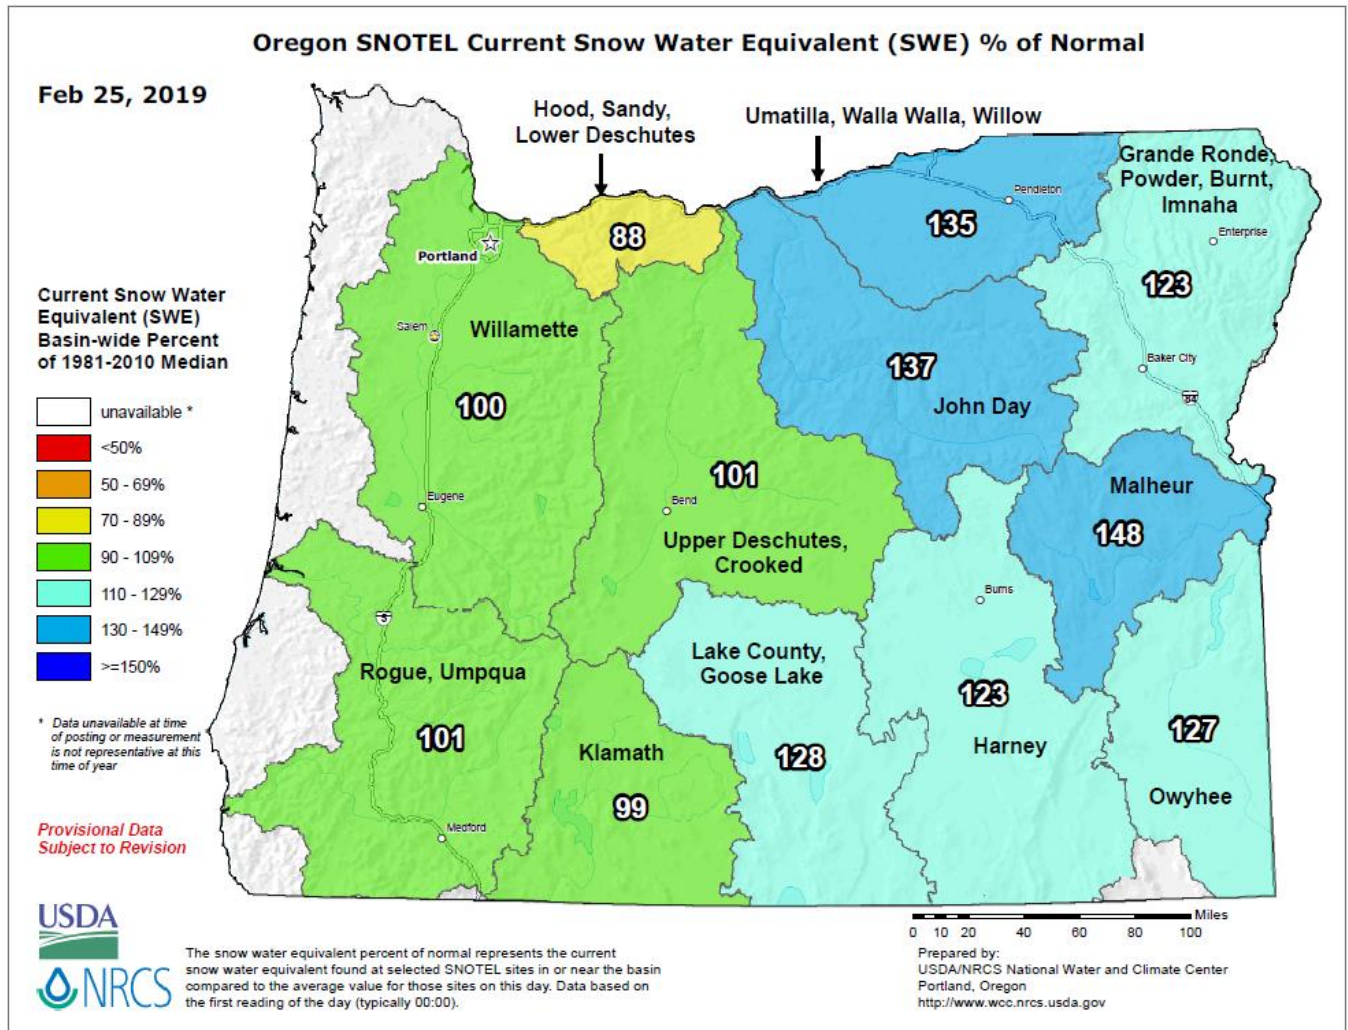 Oregon SNOTEL Current Snow Water Equivalent (SWE) % of Normal
Feb 25, 2019
Hood, Sandy,
Lower Deschutes
Umatilla, Walla Walla, Willow
Grande Ronde,
Powder, Burnt,
Imnaha
Pendleton
Enterprise
88
135
123
Portland
Current Snow Water
Equivalent (SWE)
Basin-wide Percent
of 1981-2010 Median
Salem
Willamette
100
137
John Day
Baker City
84
unavailable *
<50%
50 - 69%
70 - 89%
90 - 109%
110 - 129%
130 - 149%
>=150%
Eugene
Bend
101
Upper Deschutes,
Crooked
Malheur
148
Burns
5
Rogue, Umpqua
101
Lake County,
Goose Lake
128
123
Harney
127
Owyhee
Klamath
99
Medford
* Data unavailable at time
of posting or measurement
is not representative at this
time of year
Provisional Data
Subject to Revision
USDA
NRCS
The snow water equivalent percent of normal represents the current
snow water equivalent found at selected SNOTEL sites in or near the basin
compared to the average value for those sites on this day. Data based on
the first reading of the day (typically 00:00).
Miles
0 10 20 40 60 80 100
Prepared by:
USDA/NRCS National Water and Climate Center
Portland, Oregon
http://www.wcc.nrcs.usda.gov